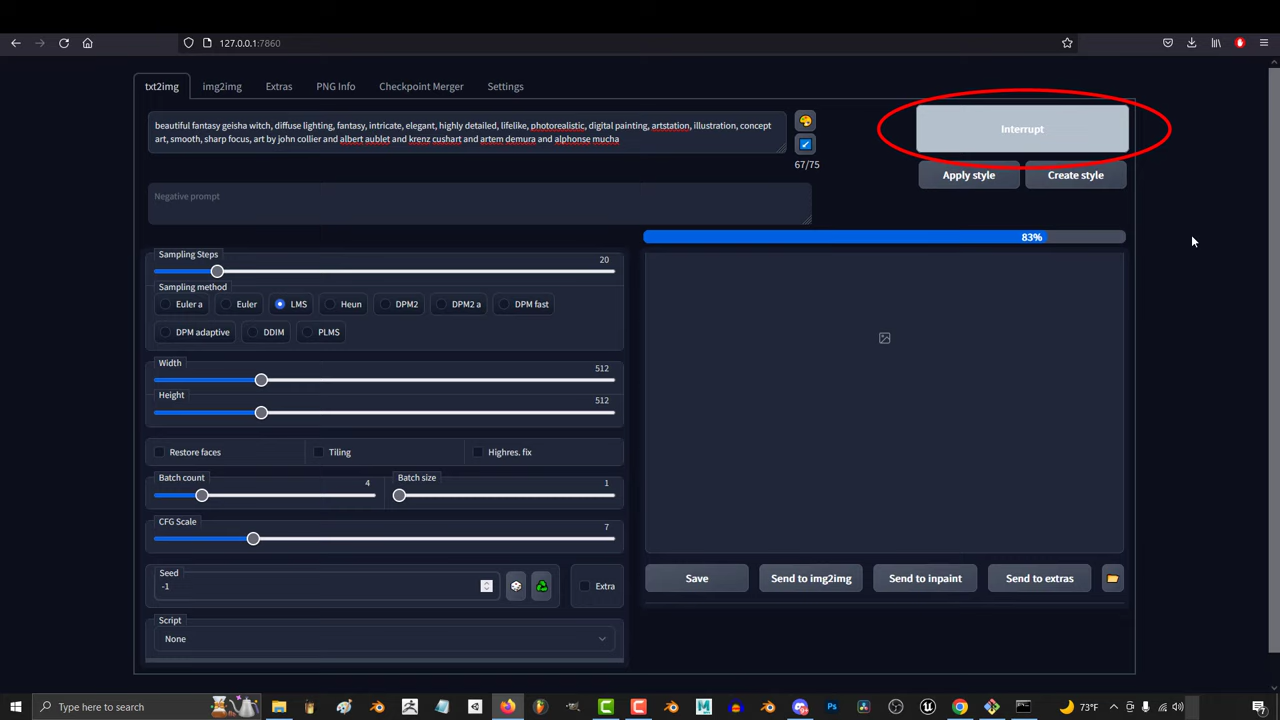 127.0.0.1:7860
txt2img
img2img
Extras
PNG Info
Checkpoint Merger
Settings
beautiful fantasy geisha witch, diffuse lighting, fantasy, intricate, elegant, highly detailed, lifelike, photorealistic, digital painting, artstation, illustration, concept
art, smooth, sharp focus, art by john collier and albert aublet and krenz cushart and artem demura and alphonse mucha
67/75
Interrupt
Apply style
Create style
Negative prompt
83%
Sampling Steps
20
Sampling method
Euler a
Euler
LMS
Heun
DPM2
DPM2 a
DPM fast
DPM adaptive
DDIM
PLMS
Width
512
Height
512
Restore faces
Tiling
Highres. fix
Batch count
4
Batch size
1
CFG Scale
7
Seed
-1
Extra
Script
None
Save
Send to img2img
Send to inpaint
Send to extras
Type here to search
73°F